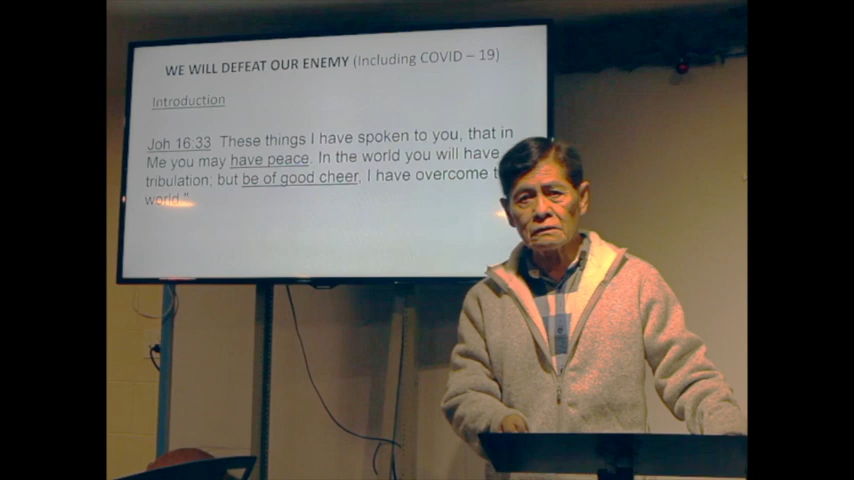 WE WILL DEFEAT OUR ENEMY (Including COVID – 19)
Introduction
Joh 16:33 These things I have spoken to you, that in
Me you may have peace. In the world you will have
tribulation; but be of good cheer, I have overcome t
world."